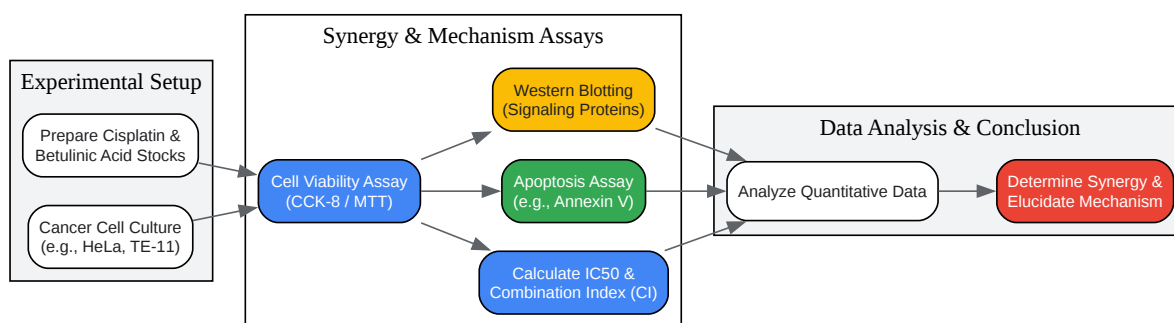 Experimental Setup
Prepare Cisplatin &
Betulinic Acid Stocks
Cancer Cell Culture
(e.g., HeLa, TE-11)
Synergy & Mechanism Assays
Cell Viability Assay
(CCK-8 / MTT)
Western Blotting
(Signaling Proteins)
Apoptosis Assay
(e.g., Annexin V)
Calculate IC50 &
Combination Index (CI)
Data Analysis & Conclusion
Analyze Quantitative Data
Determine Synergy &
Elucidate Mechanism